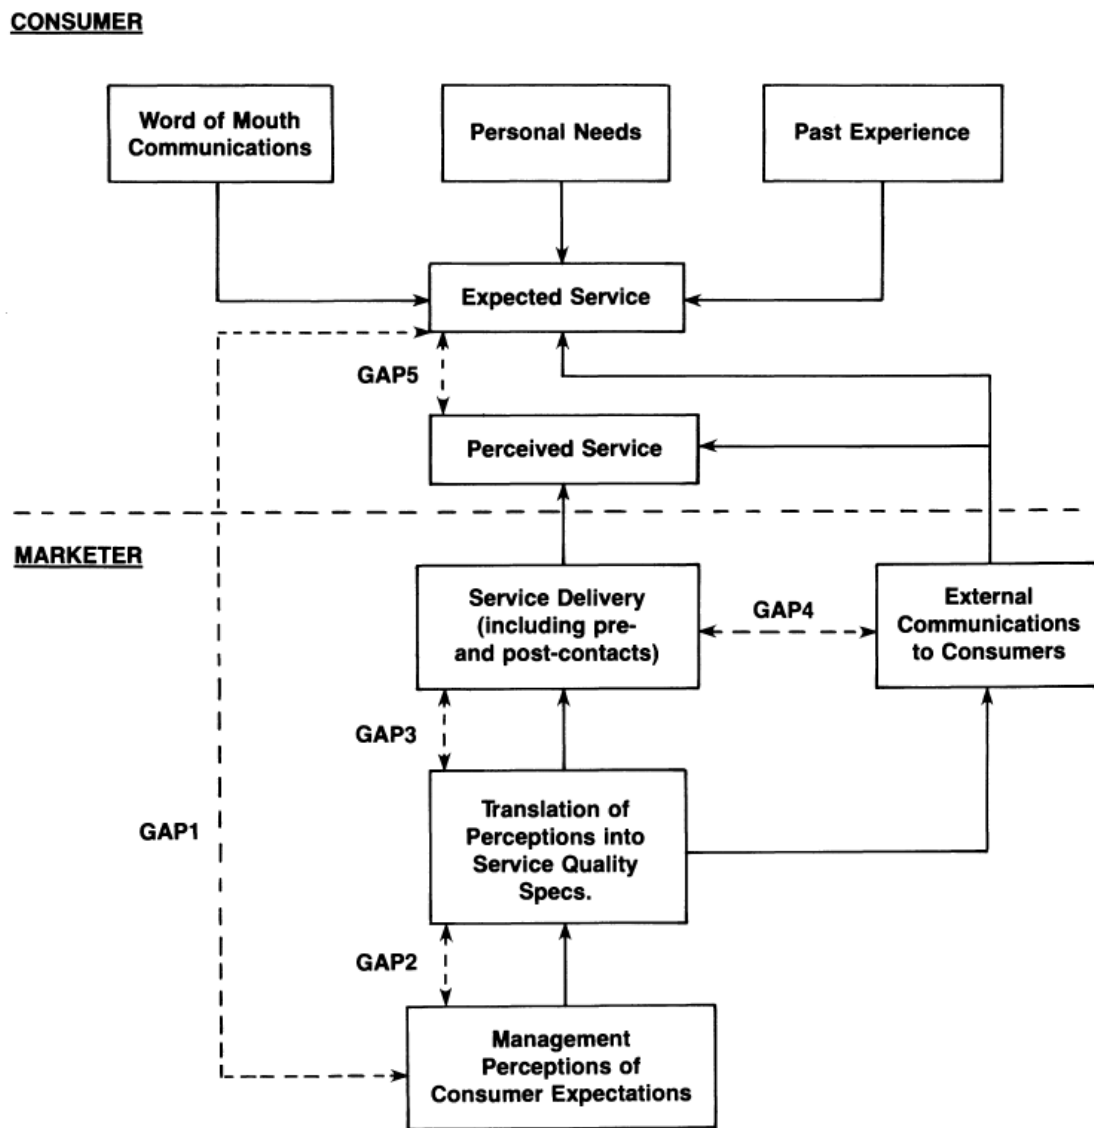 CONSUMER
Word of Mouth
Communications
Personal Needs
Past Experience
Expected Service
GAP5
Perceived Service
MARKETER
Service Delivery
(including pre-
and post-contacts)
GAP4
External
Communications
to Consumers
GAP3
Translation of
Perceptions into
Service Quality
Specs.
GAP1
GAP2
Management
Perceptions of
Consumer Expectations